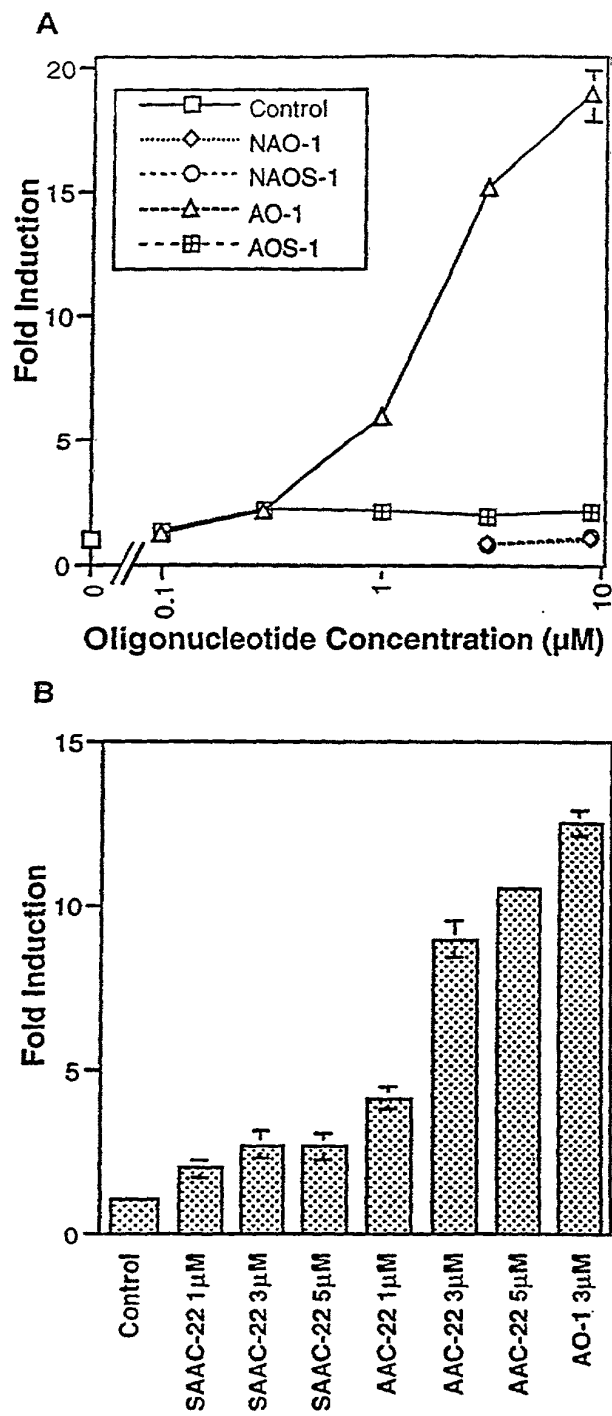 A
Fold Induction
20
15
10
5
0
Control
NAO-1
NAOS-1
AO-1
AOS-1
0
0.1
1
10
Oligonucleotide Concentration (µM)
B
Fold Induction
15
10
5
0
Control
SAAC-22 1µM
SAAC-22 3µM
SAAC-22 5µM
AAC-22 1µM
AAC-22 3µM
AAC-22 5µM
AO-1 3µM